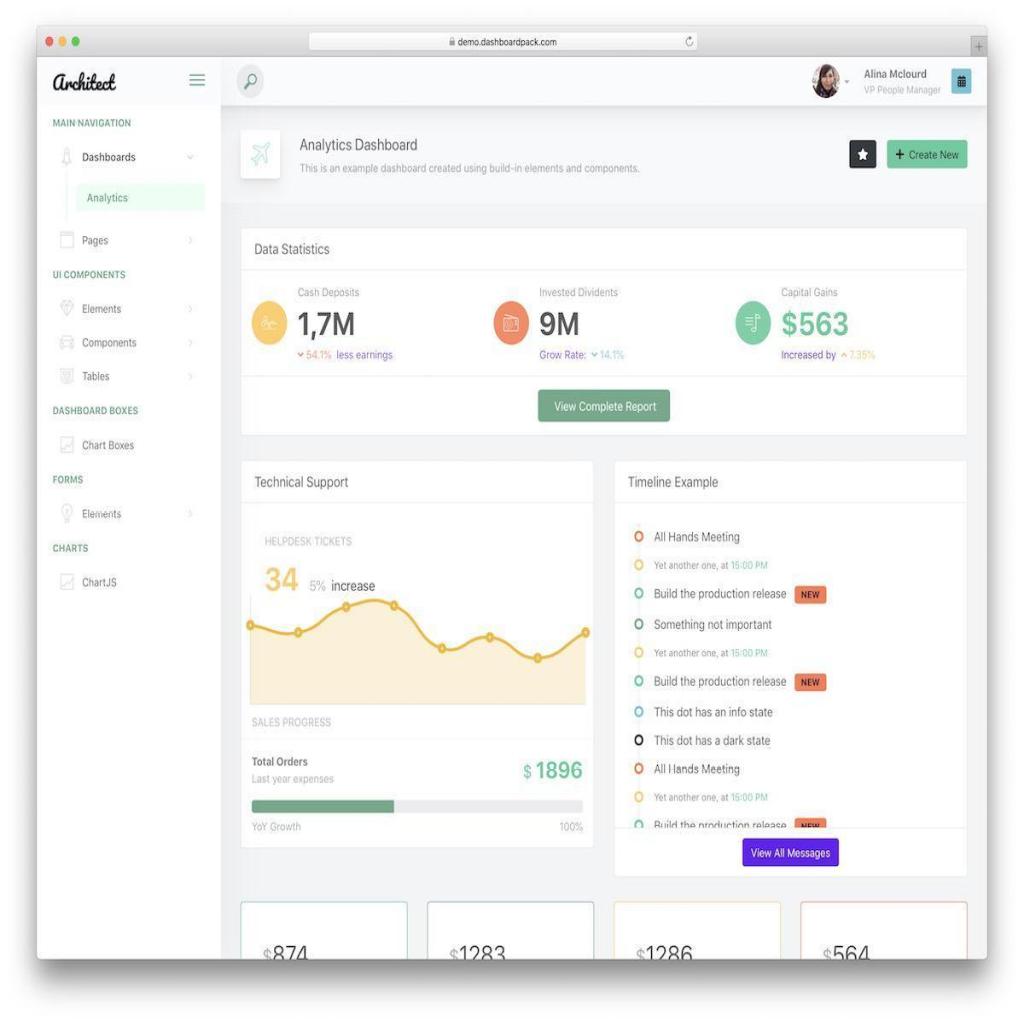 demo.dashboardpack.com
Architect
Alina Mclourd
VP People Manager
MAIN NAVIGATION
Dashboards
Analytics
Pages
UI COMPONENTS
Elements
Components
Tables
DASHBOARD BOXES
Chart Boxes
FORMS
Elements
CHARTS
ChartJS
Analytics Dashboard
This is an example dashboard created using build-in elements and components.
+ Create New
Data Statistics
Cash Deposits
1,7M
54.1% less earnings
Invested Dividents
9M
Grow Rate: 14.1%
Capital Gains
$563
Increased by 7.35%
View Complete Report
Technical Support
HELPDESK TICKETS
34 5% increase
SALES PROGRESS
Total Orders
Last year expenses
$ 1896
YoY Growth 100%
Timeline Example
All Hands Meeting
Yet another one, at 15:00 PM
Build the production release NEW
Something not important
Yet another one, at 15:00 PM
Build the production release NEW
This dot has an info state
This dot has a dark state
All Hands Meeting
Yet another one, at 15:00 PM
Build the production release NEW
View All Messages
$874
$1283
$1286
$564